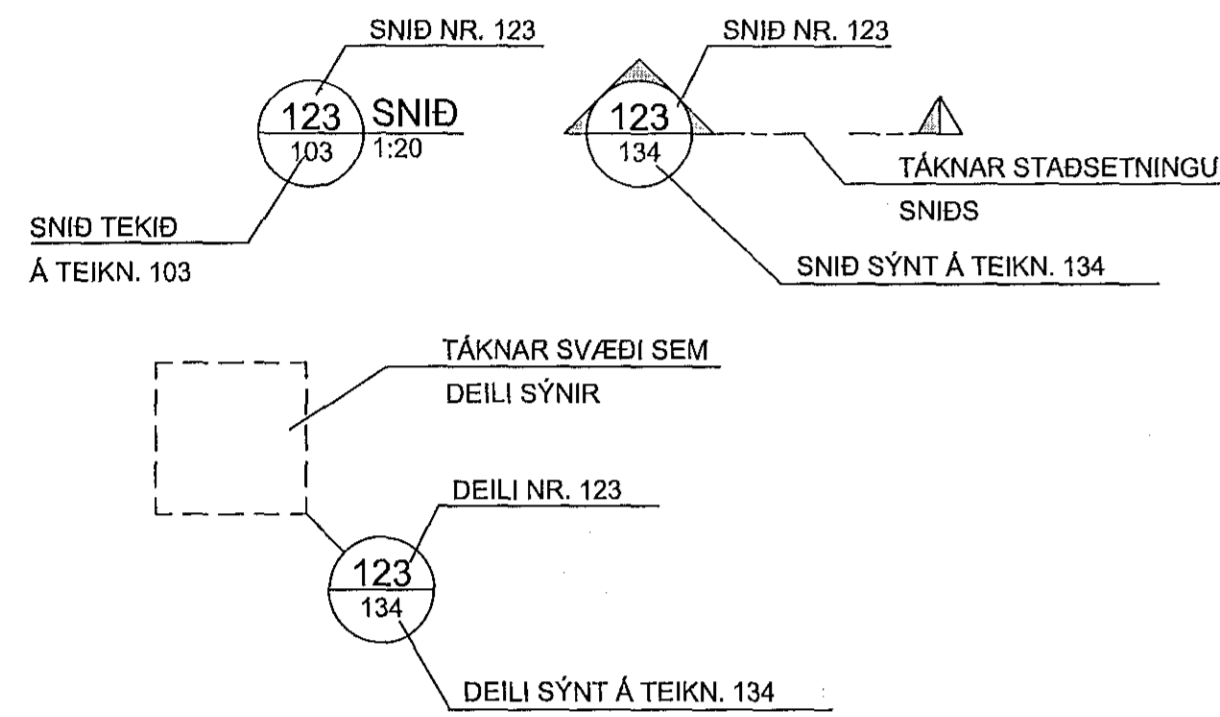 SNIÐ NR. 123
123
103
SNIÐ
1:20
SNIÐ TEKIÐ
Á TEIKN. 103
SNIÐ NR. 123
123
134
TÁKNAR STAÐSETNINGU
SNIÐS
SNIÐ SÝNT Á TEIKN. 134
TÁKNAR SVÆÐI SEM
DEILI SÝNIR
DEILI NR. 123
123
134
DEILI SÝNT Á TEIKN. 134